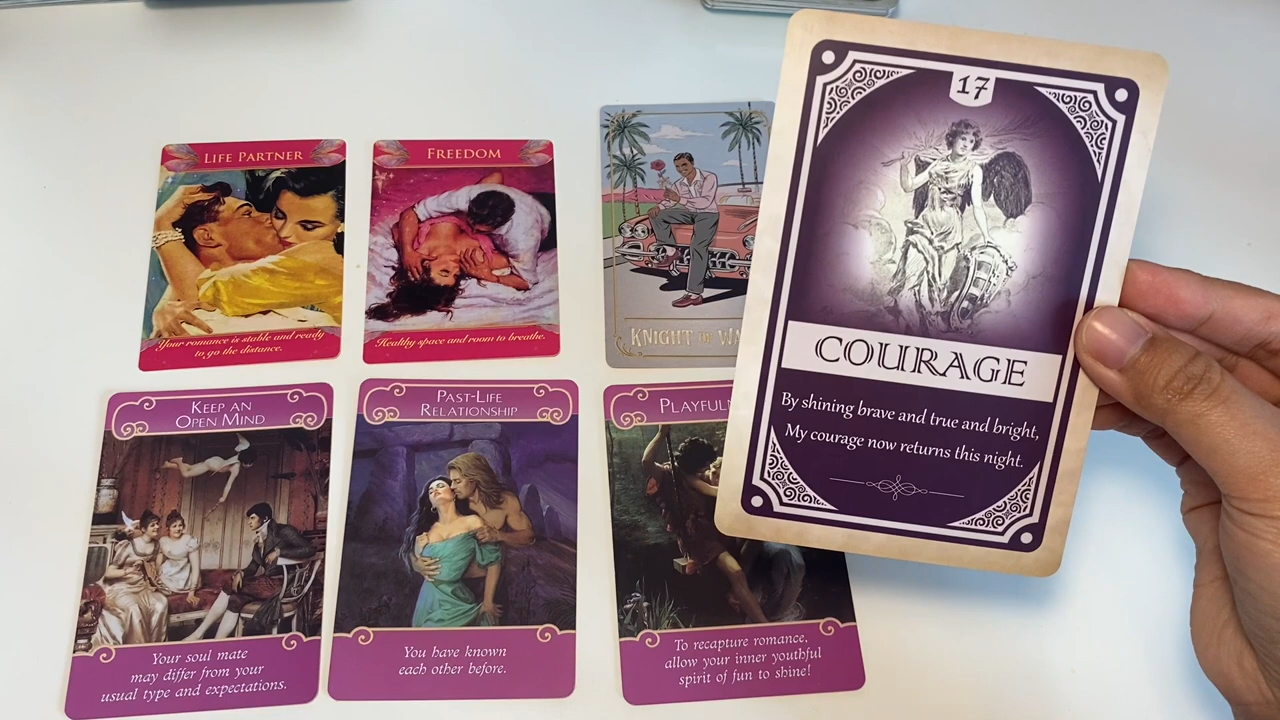 LIFE PARTNER
Your romance is stable and ready
to go the distance.
FREEDOM
Healthy space and room to breathe.
KNIGHT OF
17
COURAGE
By shining brave and true and bright,
My courage now returns this night.
KEEP AN
OPEN MIND
Your soul mate
may differ from your
usual type and expectations.
PAST-LIFE
RELATIONSHIP
You have known
each other before.
To recapture romance,
allow your inner youthful
spirit of fun to shine!